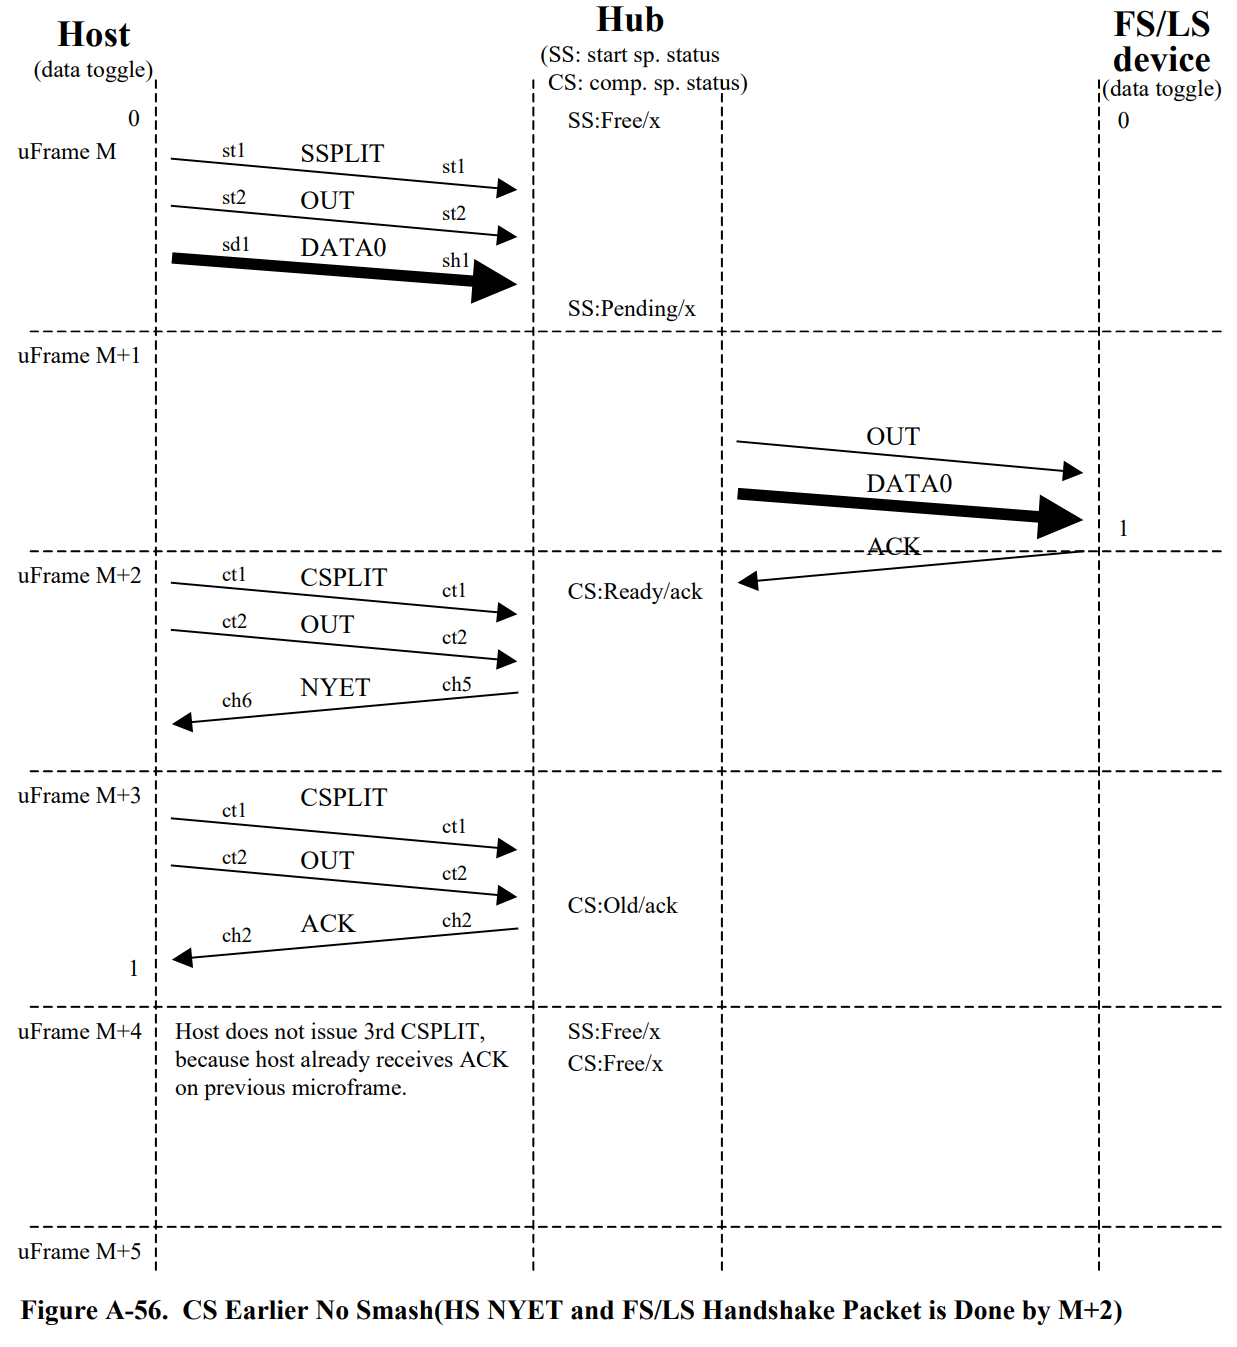 Host
(data toggle)
Hub
(SS: start sp. status
CS: comp. sp. status)
FS/LS
device
(data toggle)
0
SS:Free/x
0
uFrame M
st1 SSPLIT st1
st2 OUT st2
sd1 DATA0 sh1
SS:Pending/x
uFrame M+1
OUT
DATA0
1
ACK
uFrame M+2
ct1 CSPLIT ct1
CS:Ready/ack
ct2 OUT ct2
ch6 NYET ch5
uFrame M+3
ct1 CSPLIT ct1
ct2 OUT ct2
CS:Old/ack
ch2 ACK ch2
1
uFrame M+4
Host does not issue 3rd CSPLIT,
because host already receives ACK
on previous microframe.
SS:Free/x
CS:Free/x
uFrame M+5
Figure A-56. CS Earlier No Smash(HS NYET and FS/LS Handshake Packet is Done by M+2)